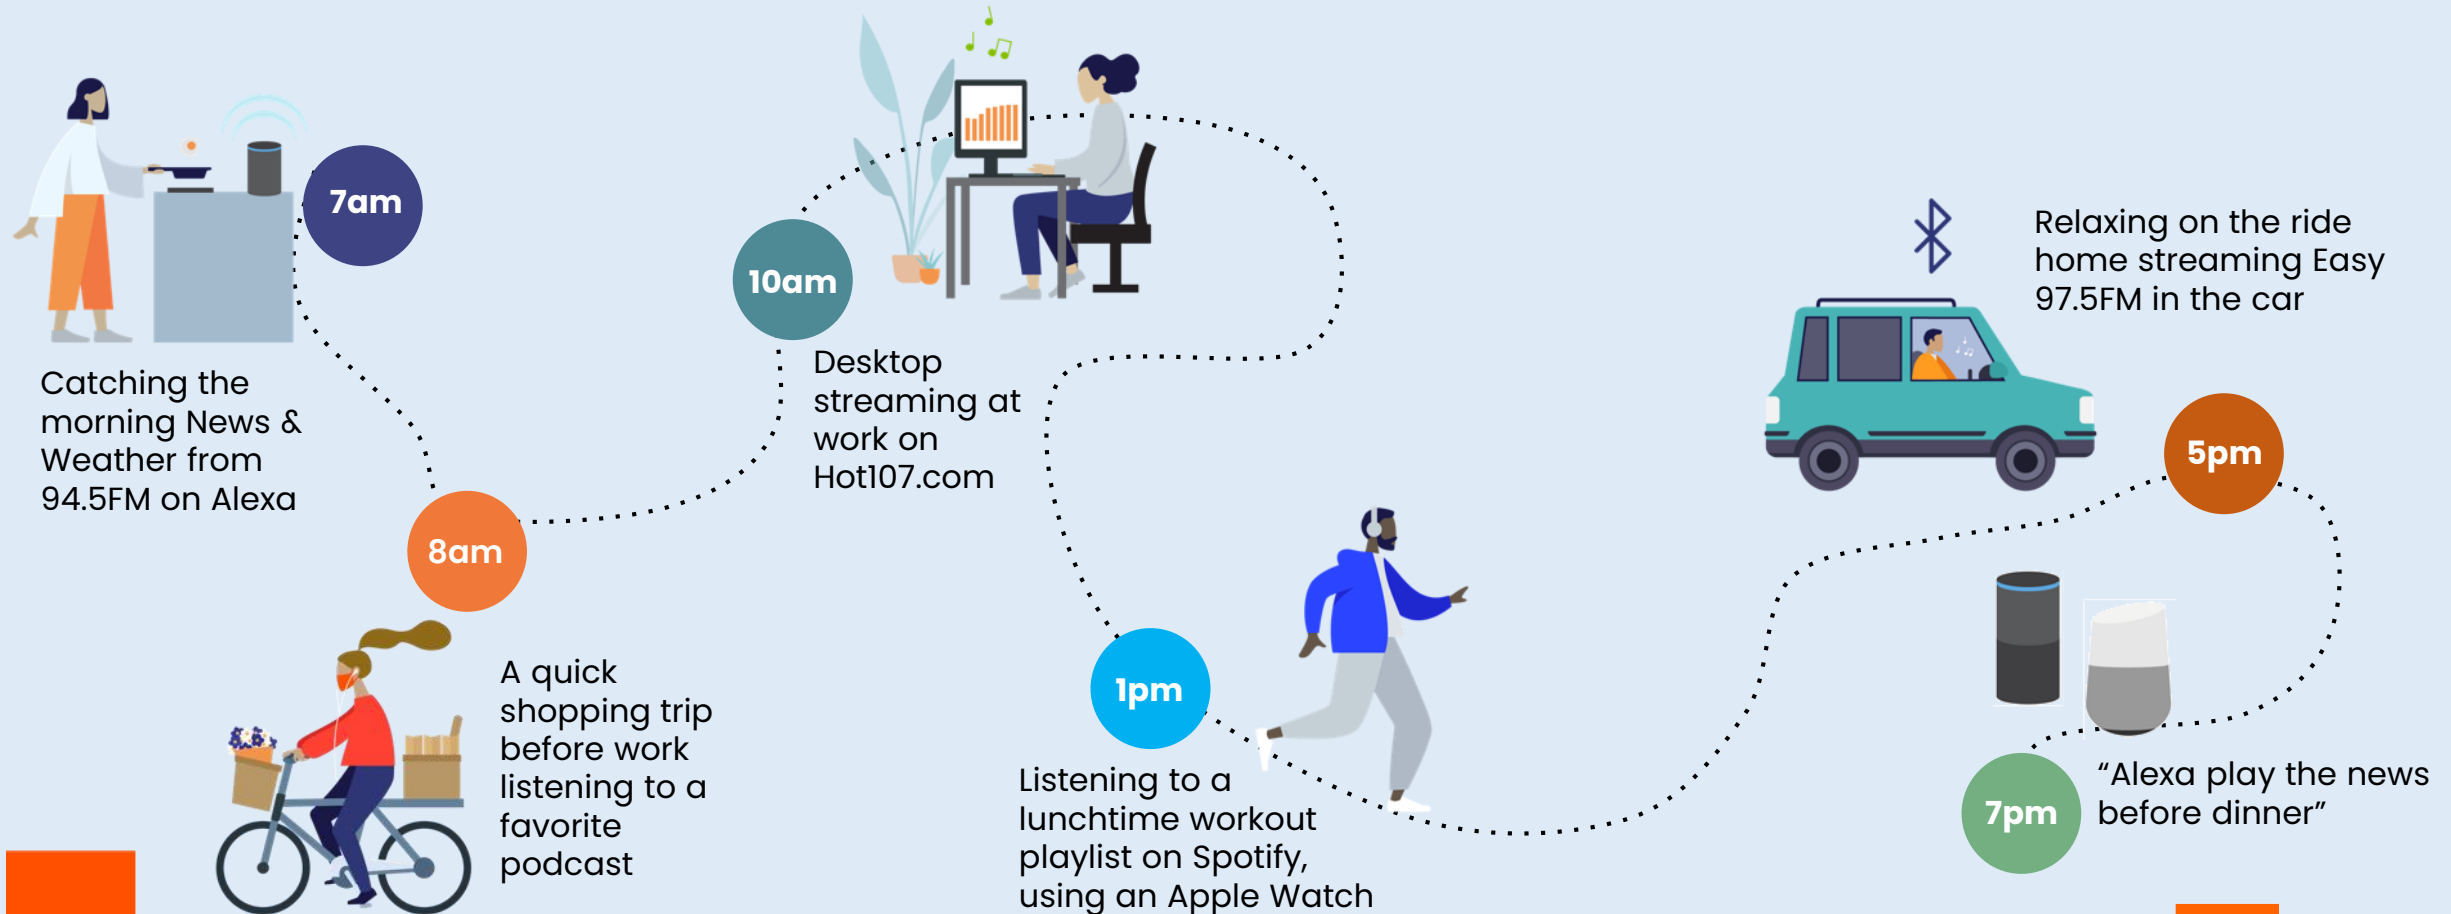 7am
Catching the
morning News &
Weather from
94.5FM on Alexa
8am
A quick
shopping trip
before work
listening to a
favorite
podcast
10am
Desktop
streaming at
work on
Hot107.com
1pm
Listening to a
lunchtime workout
playlist on Spotify,
using an Apple Watch
5pm
Relaxing on the ride
home streaming Easy
97.5FM in the car
7pm
“Alexa play the news
before dinner”